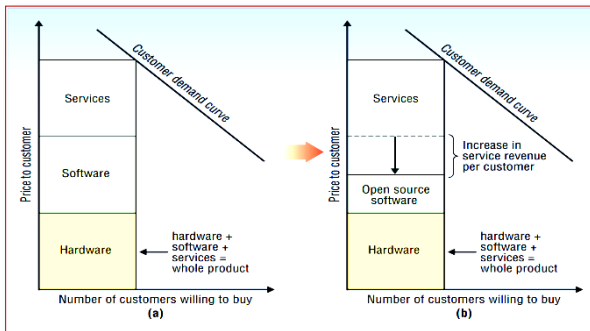 Price to customer
Services
Software
Hardware
Customer demand curve
hardware +
software +
services =
whole product
Number of customers willing to buy
(a)
Price to customer
Services
Open source
software
Hardware
Customer demand curve
Increase in
service revenue
per customer
hardware +
software +
services =
whole product
Number of customers willing to buy
(b)